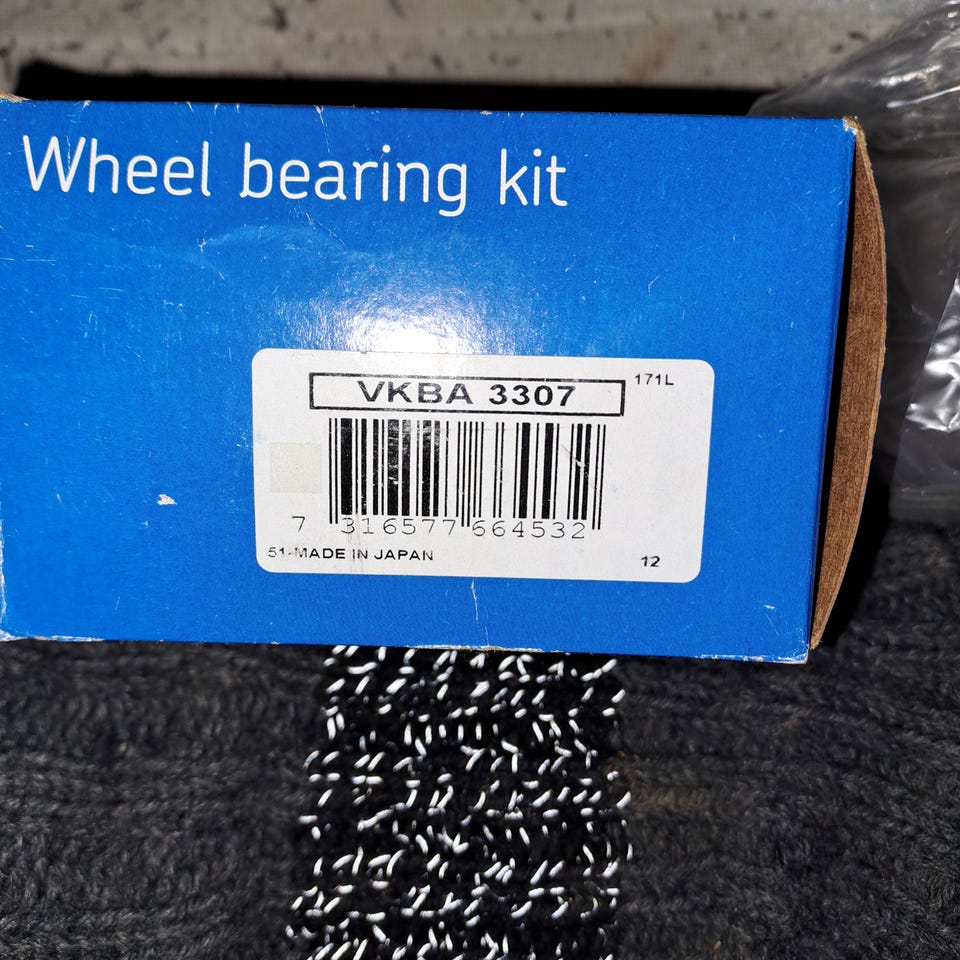 Wheel bearing kit
VKBA 3307
171L
7 316577 664532
51-MADE IN JAPAN
12